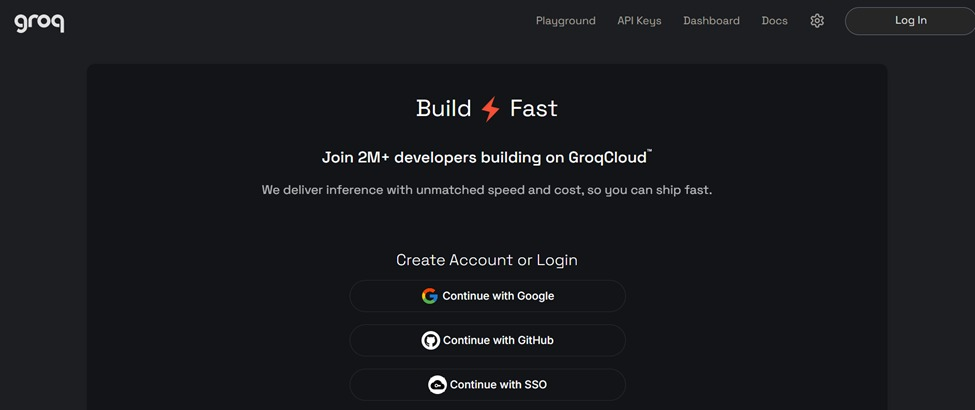 groq
Playground API Keys Dashboard Docs Log In
Build Fast
Join 2M+ developers building on GroqCloud™
We deliver inference with unmatched speed and cost, so you can ship fast.
Create Account or Login
Continue with Google
Continue with GitHub
Continue with SSO